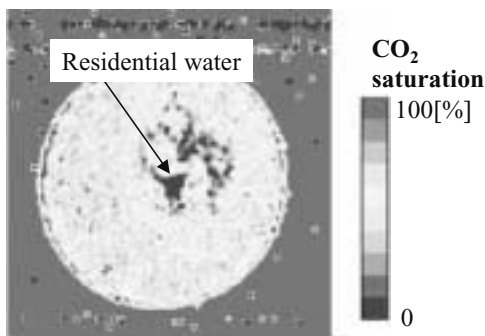 Residential water
CO₂
saturation
100[%]
0